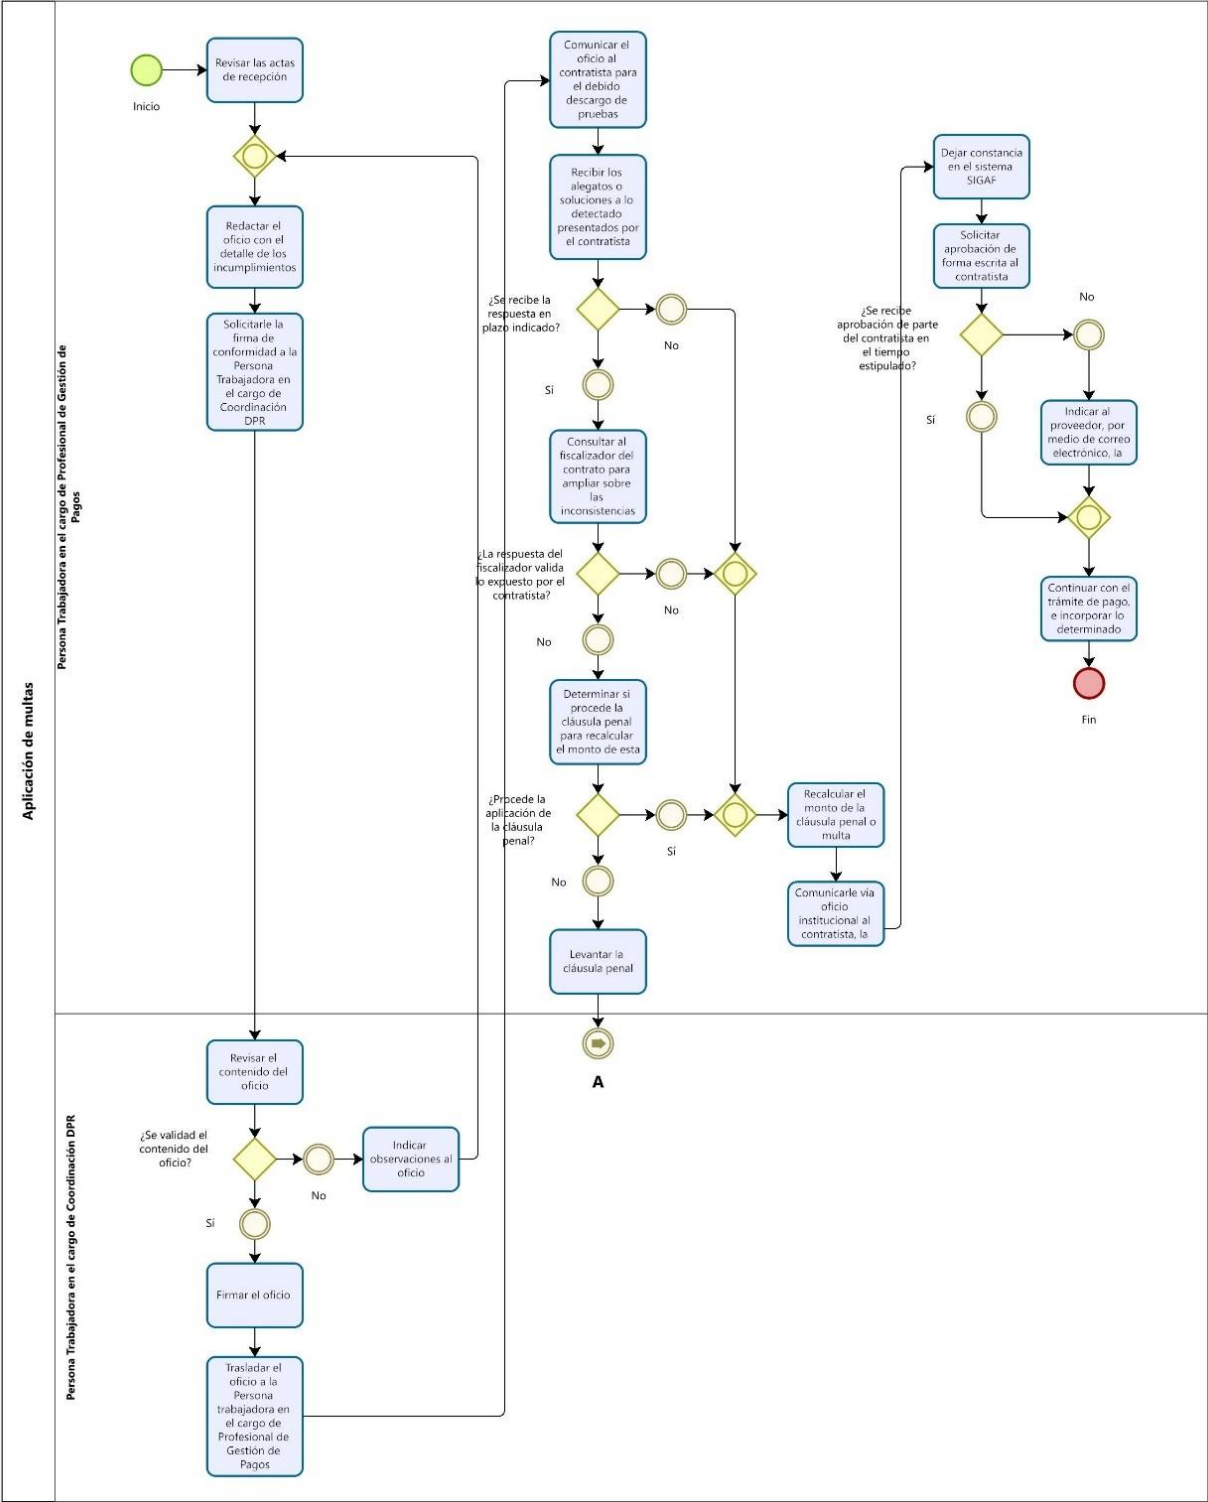 Aplicación de multas
Persona Trabajadora en el cargo de Profesional de Gestión de
Pagos
Inicio
Revisar las actas
de recepción
Redactar el
oficio con el
detalle de los
incumplimientos
Solicitarle la
firma de
conformidad a la
Persona
Trabajadora en
el cargo de
Coordinación
DPR
Comunicar el
oficio al
contratista para
el debido
descargo de
pruebas
Recibir los
alegatos o
soluciones a lo
detectado
presentados por
el contratista
¿Se recibe la
respuesta en
plazo indicado?
No
Sí
Consultar al
fiscalizador del
contrato para
ampliar sobre
las
inconsistencias
¿La respuesta del
fiscalizador valida
lo expuesto por el
contratista?
No
No
Determinar si
procede la
cláusula penal
para recalcular
el monto de esta
¿Procede la
aplicación de
la cláusula
penal?
Sí
No
Levantar la
cláusula penal
A
Recalcular el
monto de la
cláusula penal o
multa
Comunicarle vía
oficio
institucional al
contratista, la
Dejar constancia
en el sistema
SIGAF
Solicitar
aprobación de
forma escrita al
contratista
¿Se recibe
aprobación de parte
del contratista en
el tiempo
estipulado?
No
Sí
Indicar al
proveedor, por
medio de correo
electrónico, la
Continuar con el
trámite de pago,
e incorporar lo
determinado
Fin
Persona Trabajadora en el cargo de Coordinación DPR
Revisar el
contenido del
oficio
¿Se validad el
contenido del
oficio?
No
Indicar
observaciones al
oficio
Sí
Firmar el oficio
Trasladar el
oficio a la
Persona
trabajadora en
el cargo de
Profesional de
Gestión de
Pagos